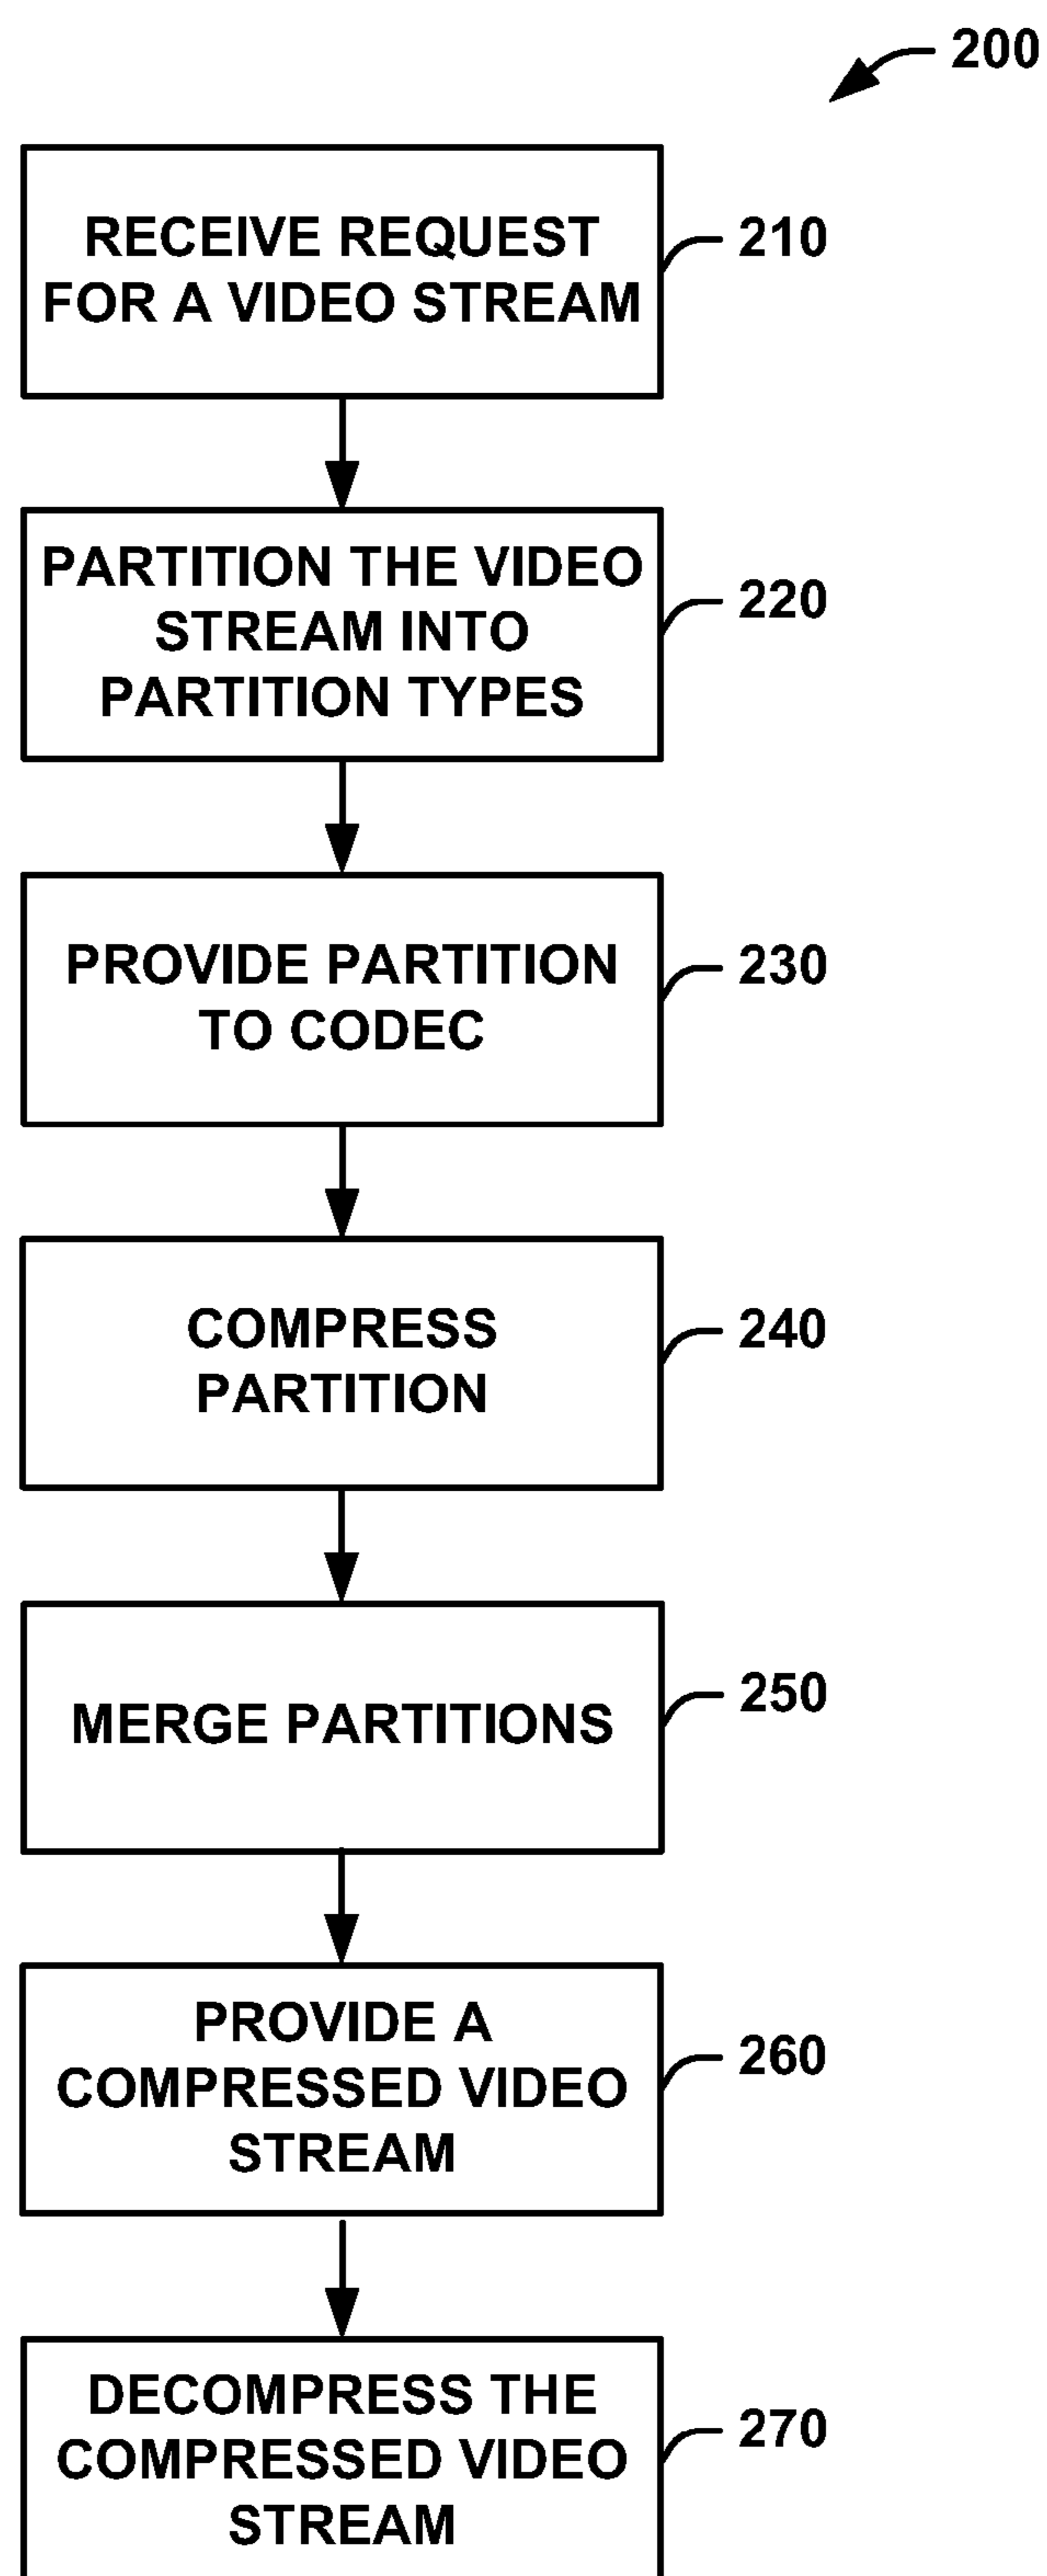 200
RECEIVE REQUEST
FOR A VIDEO STREAM
210
PARTITION THE VIDEO
STREAM INTO
PARTITION TYPES
220
PROVIDE PARTITION
TO CODEC
230
COMPRESS
PARTITION
240
MERGE PARTITIONS
250
PROVIDE A
COMPRESSED VIDEO
STREAM
260
DECOMPRESS THE
COMPRESSED VIDEO
STREAM
270